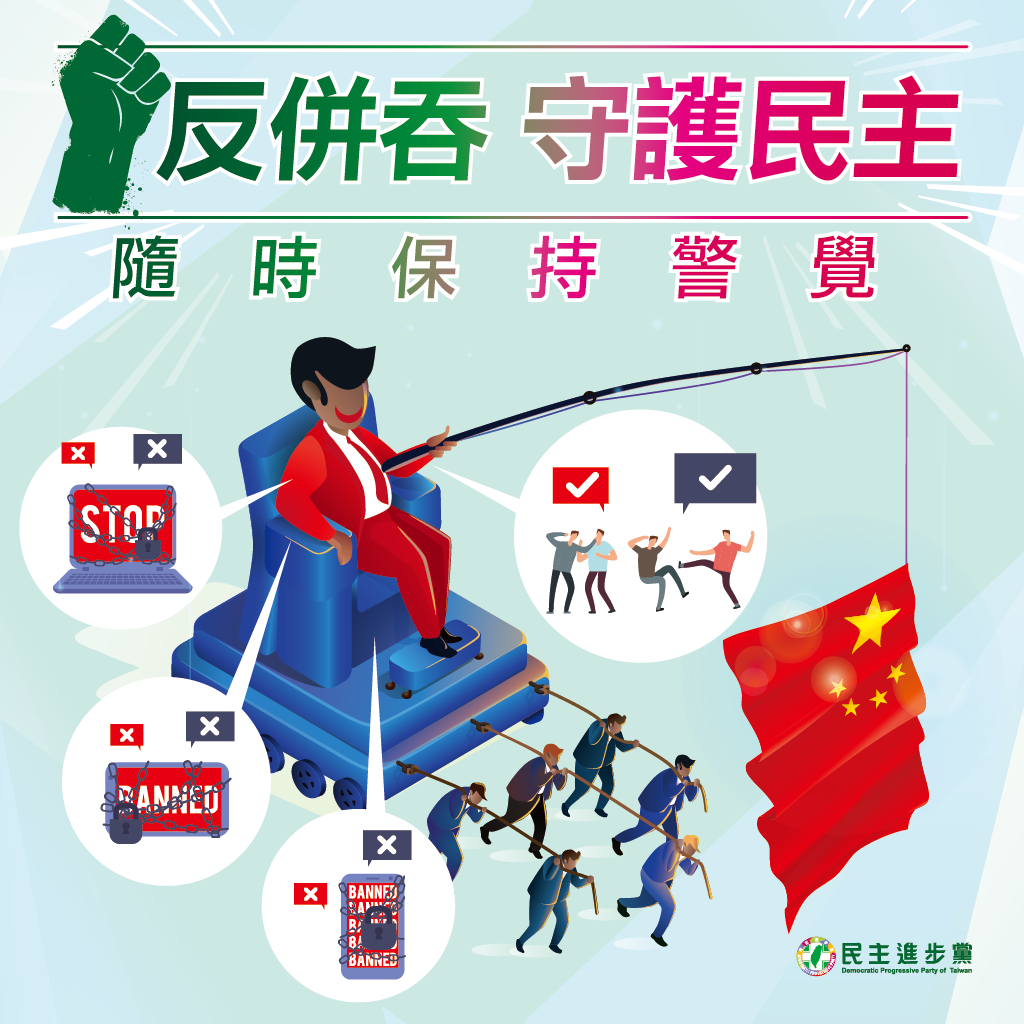 反併吞 守護民主
隨時保持警覺
STOP
BANNED
BANNED
BANNED
BANNED
BANNED
BANNED
民主進步黨
Democratic Progressive Party of Taiwan